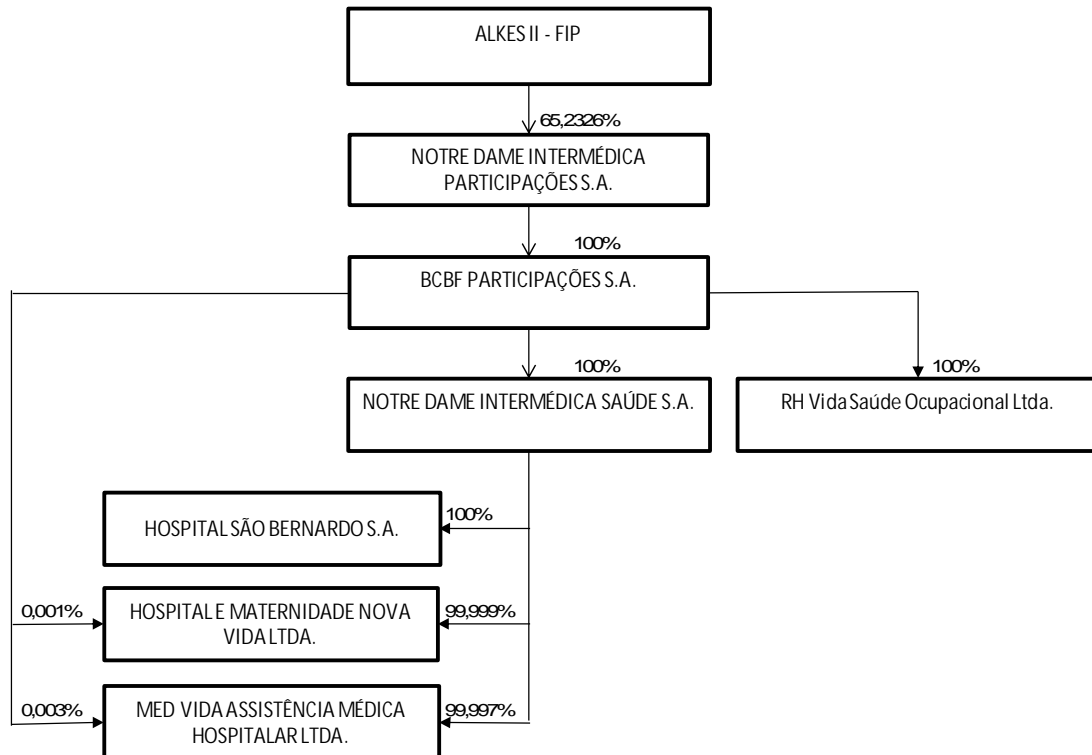 ALKES II - FIP
65,2326%
NOTRE DAME INTERMÉDICA
PARTICIPAÇÕES S.A.
100%
BCBF PARTICIPAÇÕES S.A.
100%
100%
NOTRE DAME INTERMÉDICA SAÚDE S.A.
RH Vida Saúde Ocupacional Ltda.
100%
HOSPITAL SÃO BERNARDO S.A.
0,001%
HOSPITAL E MATERNIDADE NOVA
VIDA LTDA.
99,999%
0,003%
MED VIDA ASSISTÊNCIA MÉDICA
HOSPITALAR LTDA.
99,997%